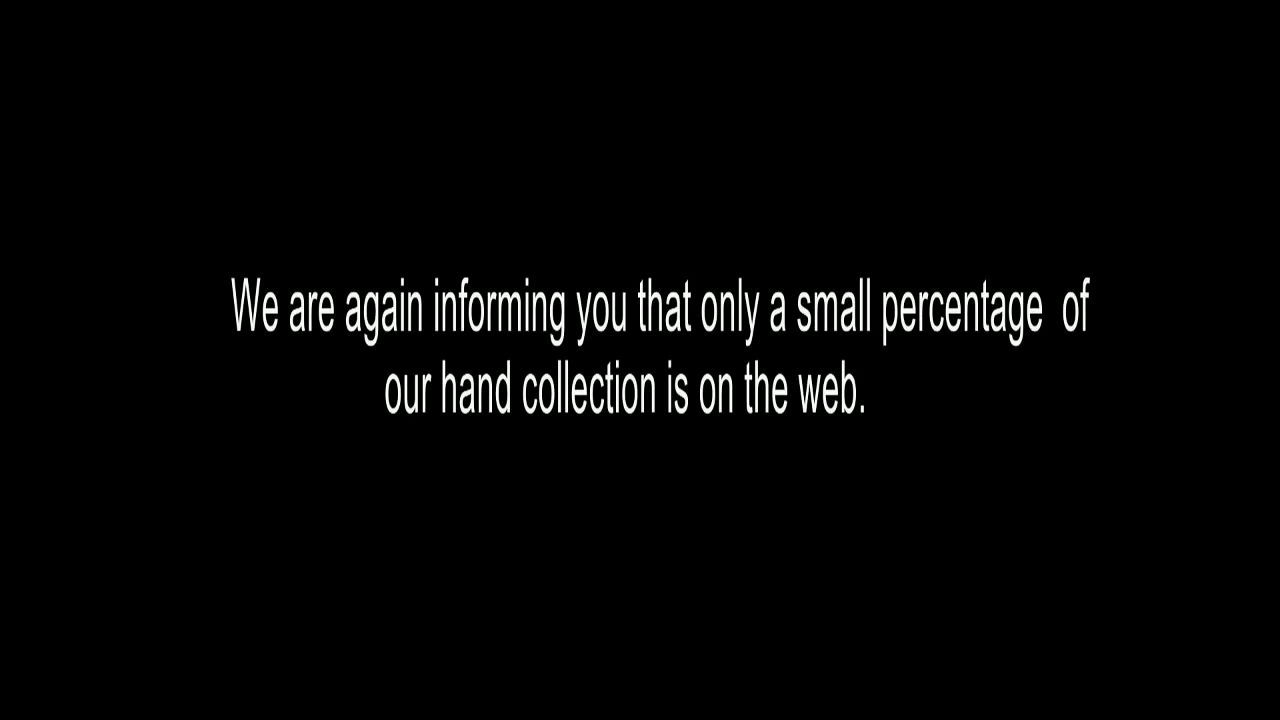 We are again informing you that only a small percentage  of
our hand collection is on the web.